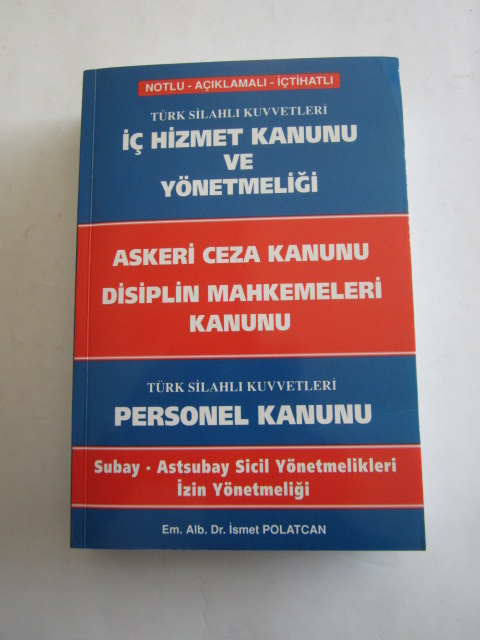 NOTLU - AÇIKLAMALI - İÇTİHATLI
TÜRK SİLAHLI KUVVETLERİ
İÇ HİZMET KANUNU
VE
YÖNETMELİĞİ
ASKERİ CEZA KANUNU
DİSİPLİN MAHKEMELERİ
KANUNU
TÜRK SİLAHLI KUVVETLERİ
PERSONEL KANUNU
Subay - Astsubay Sicil Yönetmelikleri
İzin Yönetmeliği
Em. Alb. Dr. İsmet POLATCAN